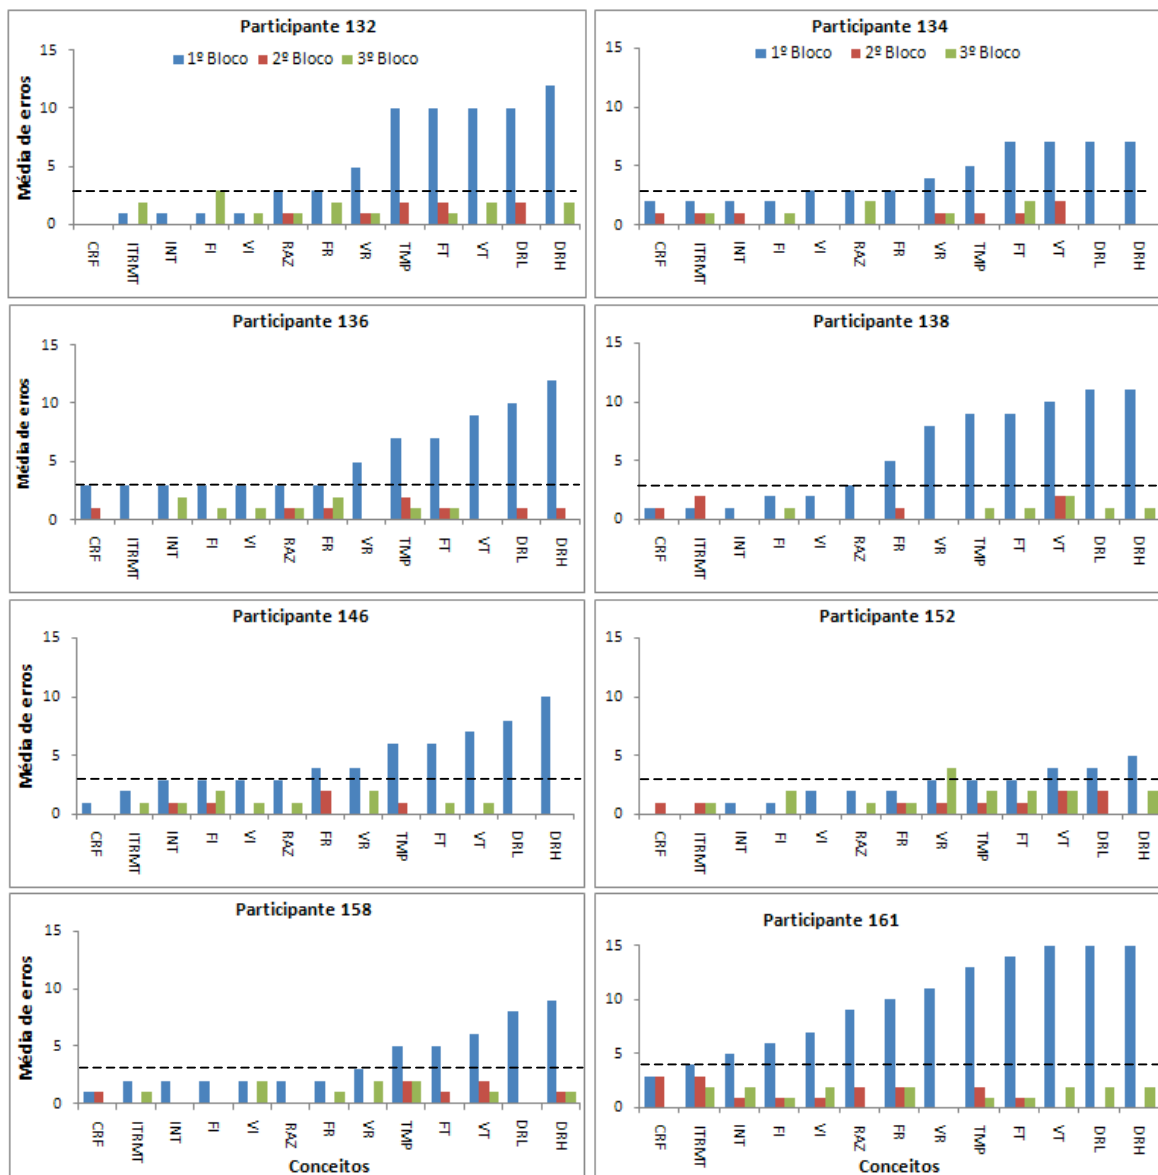 Participante 132
1º Bloco 2º Bloco 3º Bloco
Média de erros
15
10
5
0
CRF ITRMT INT FI VI RAZ FR VR TMP FT VT DRL DRH
Participante 134
1º Bloco 2º Bloco 3º Bloco
15
10
5
0
CRF ITRMT INT FI VI RAZ FR VR TMP FT VT DRL DRH
Participante 136
Média de erros
15
10
5
0
CRF ITRMT INT FI VI RAZ FR VR TMP FT VT DRL DRH
Participante 138
15
10
5
0
CRF ITRMT INT FI VI RAZ FR VR TMP FT VT DRL DRH
Participante 146
Média de erros
15
10
5
0
CRF ITRMT INT FI VI RAZ FR VR TMP FT VT DRL DRH
Participante 152
15
10
5
0
CRF ITRMT INT FI VI RAZ FR VR TMP FT VT DRL DRH
Participante 158
Média de erros
15
10
5
0
CRF ITRMT INT FI VI RAZ FR VR TMP FT VT DRL DRH
Conceitos
Participante 161
15
10
5
0
CRF ITRMT INT FI VI RAZ FR VR TMP FT VT DRL DRH
Conceitos